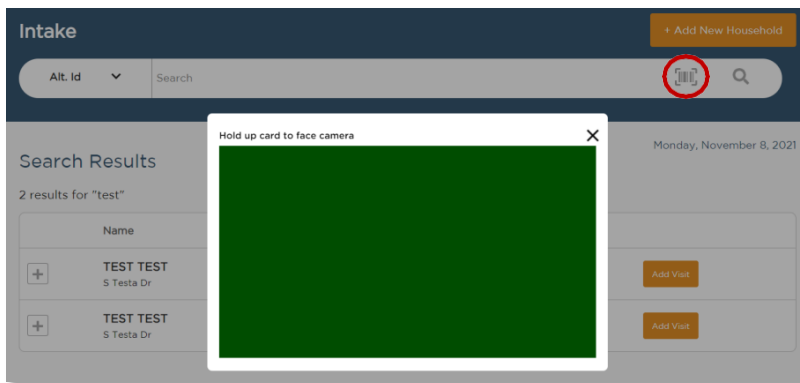 Intake
+ Add New Household
Alt. Id
Search
Hold up card to face camera
Monday, November 8, 2021
Search Results
2 results for "test"
Name
TEST TEST
S Testa Dr
Add Visit
TEST TEST
S Testa Dr
Add Visit